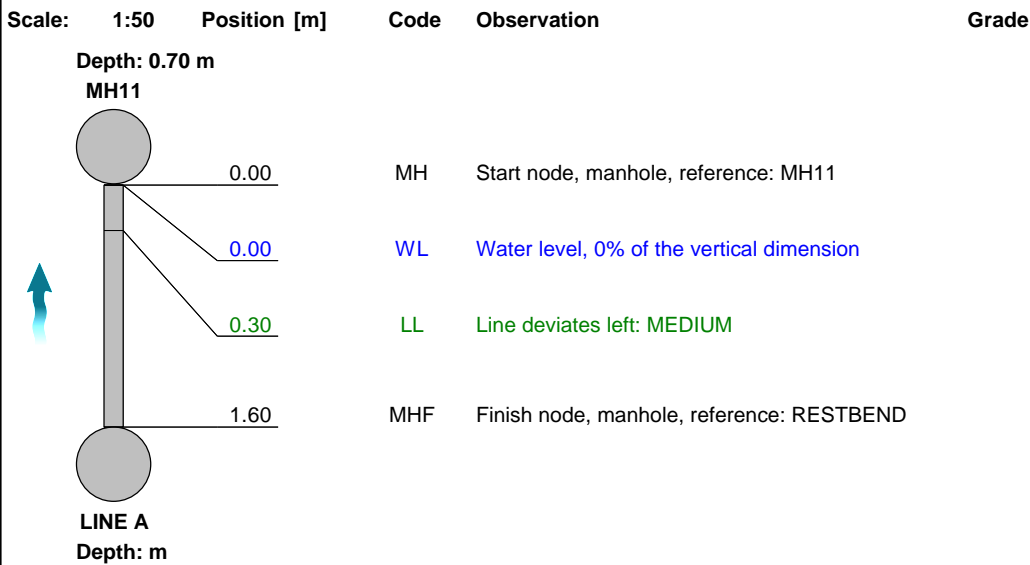 Scale: 1:50 Position [m] Code Observation Grade
Depth: 0.70 m
MH11
0.00 MH Start node, manhole, reference: MH11
0.00 WL Water level, 0% of the vertical dimension
0.30 LL Line deviates left: MEDIUM
1.60 MHF Finish node, manhole, reference: RESTBEND
LINE A
Depth: m